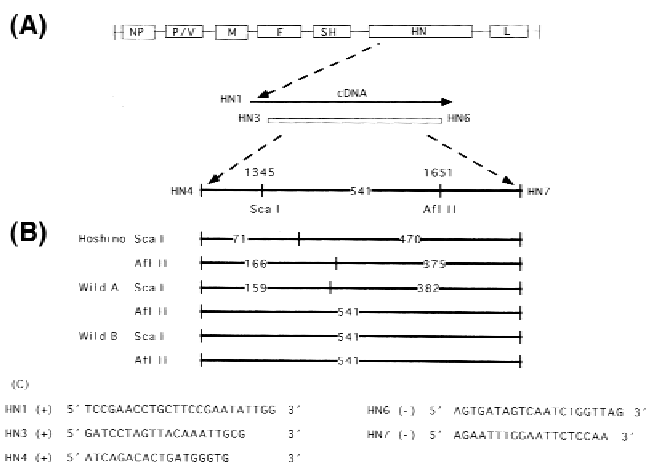 (A)
NP P/V M F SH HN L
HN1 cDNA
HN3 HN6
1345 1651
HN4 541 HN7
Sca I Afl II
(B)
Hoshino Sca I 71 470
Afl II 166 375
Wild A Sca I 159 382
Afl II 541
Wild B Sca I 541
Afl II 541
(C)
HN1 (+) 5´ TCCGAACCTGCTTCCGAATATTGG 3´
HN6 (-) 5´ AGTGATAGTCAATCTGGTTAG 3´
HN3 (+) 5´ GATCCTAGTTACAAATTGCG 3´
HN7 (-) 5´ AGAATTTGGAATTCTCCAA 3´
HN4 (+) 5´ ATCAGACACTGATGGGTG 3´